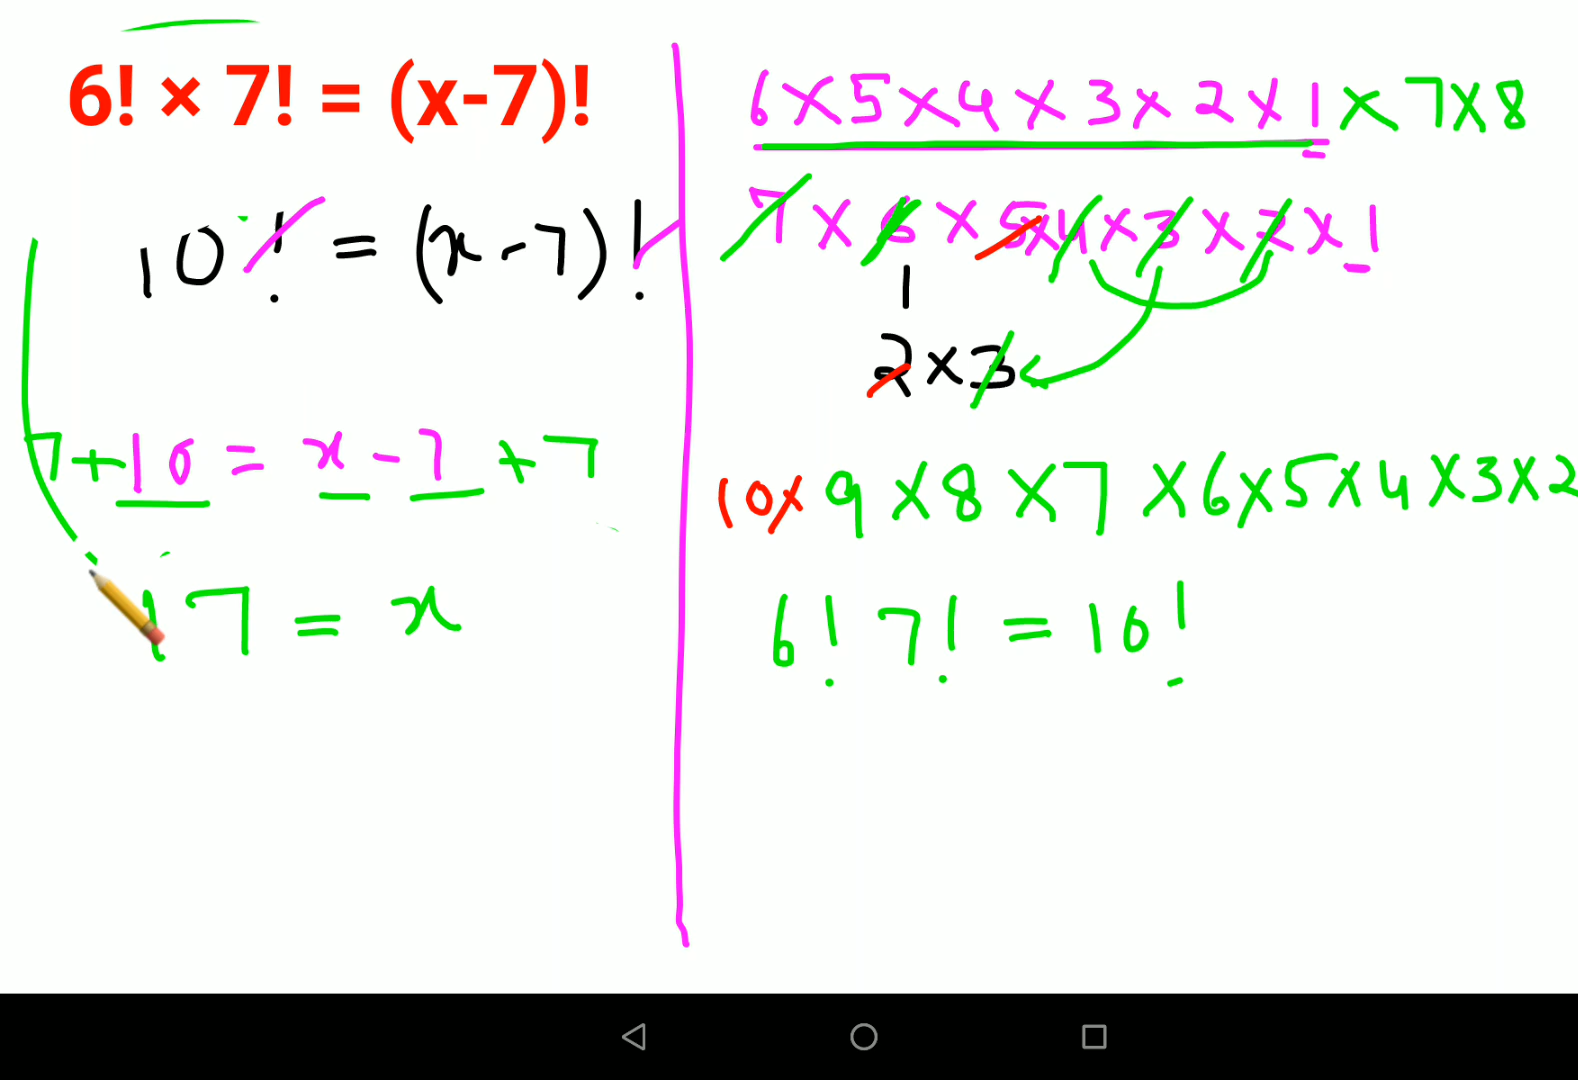 6! × 7! = (x-7)!
10! = (x-7)!
7+10 = x-7+7
17 = x
6×5×4×3×2×1×7×8
7×6×5×4×3×2×1
1
2×3
10×9×8×7×6×5×4×3×2
6! 7! = 10!